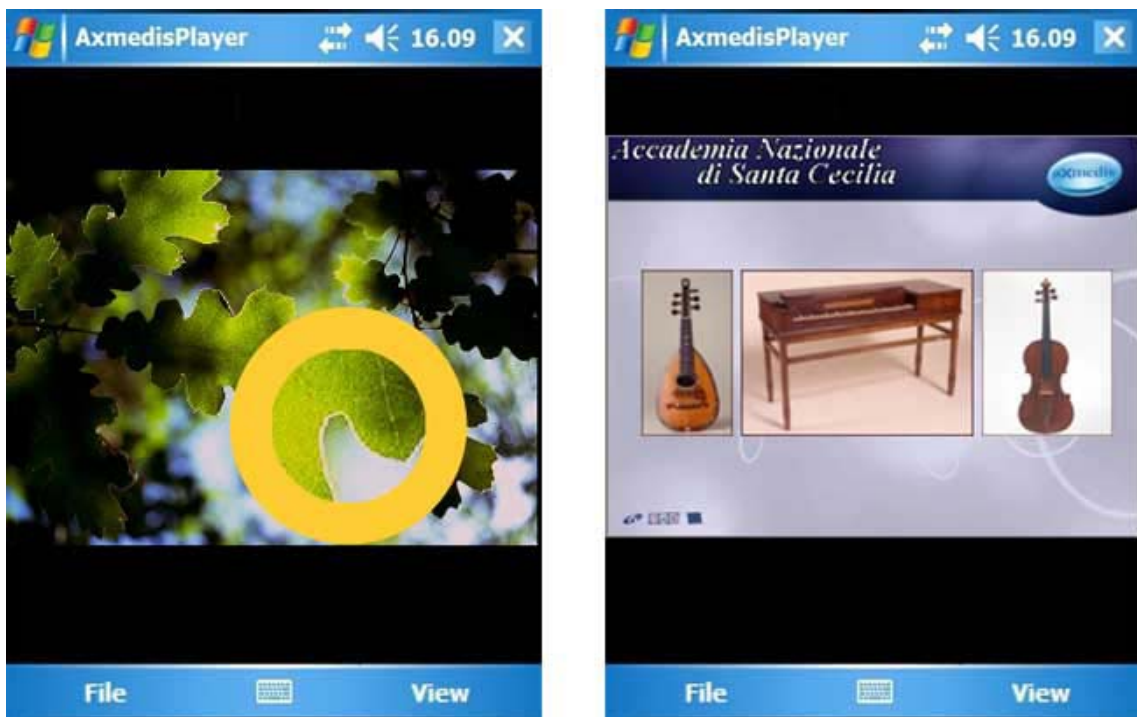 AxmedisPlayer 16.09
File View
AxmedisPlayer 16.09
Accademia Nazionale
di Santa Cecilia
axmedis
File View